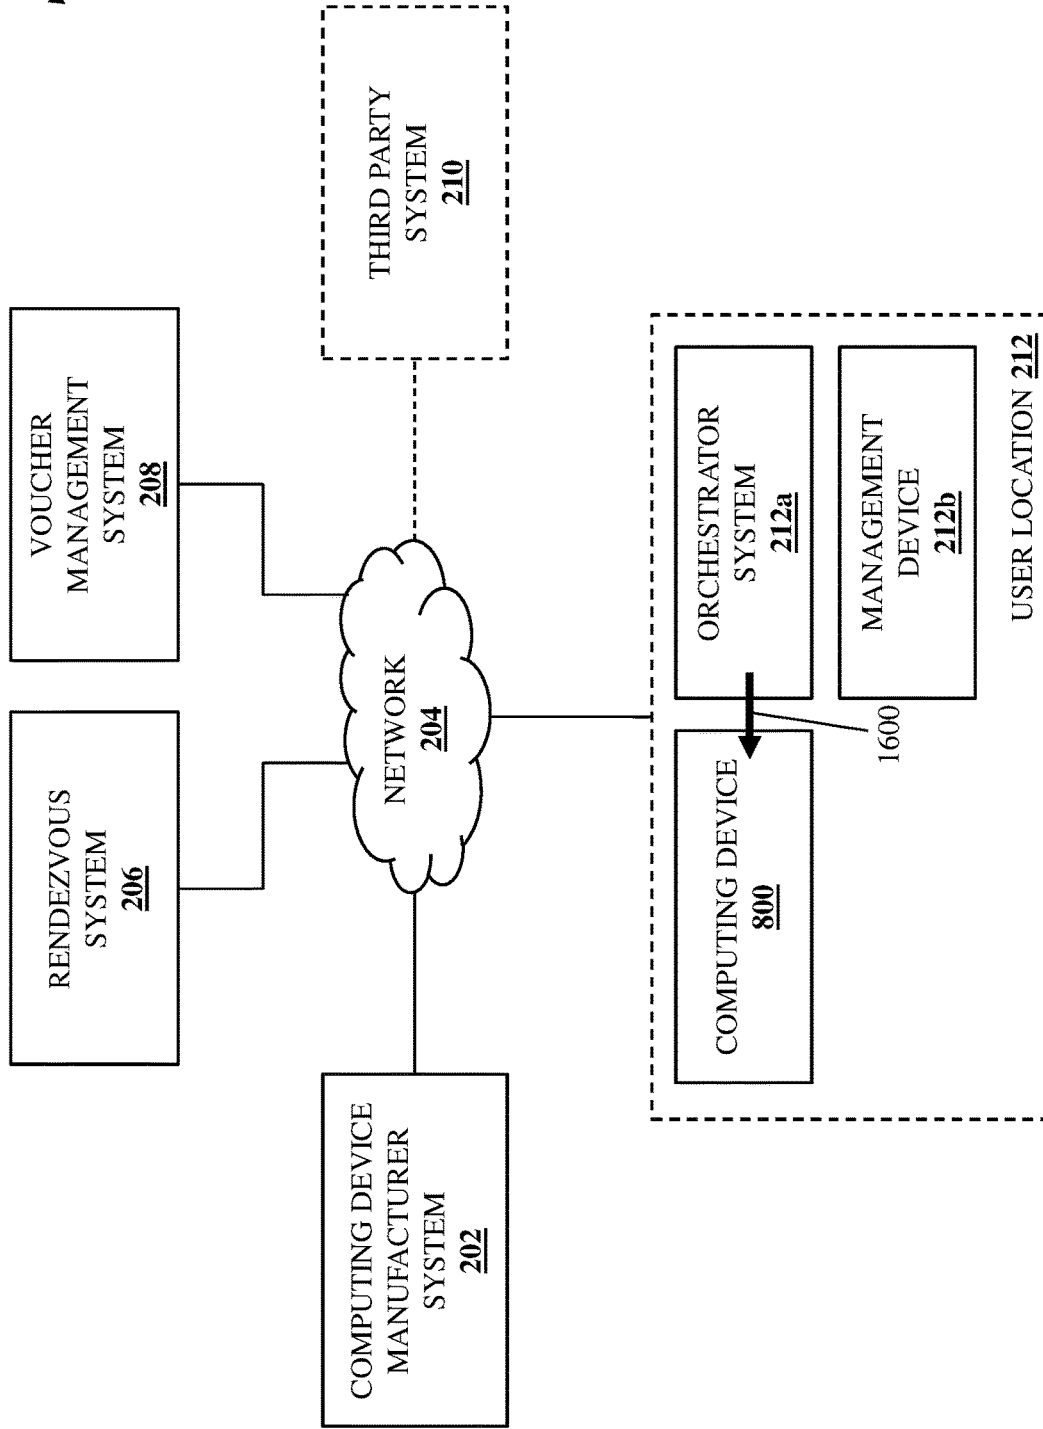 RENDEZVOUS
SYSTEM
206
VOUCHER
MANAGEMENT
SYSTEM
208
COMPUTING DEVICE
MANUFACTURER
SYSTEM
202
NETWORK
204
THIRD PARTY
SYSTEM
210
COMPUTING DEVICE
800
1600
ORCHESTRATOR
SYSTEM
212a
MANAGEMENT
DEVICE
212b
USER LOCATION 212